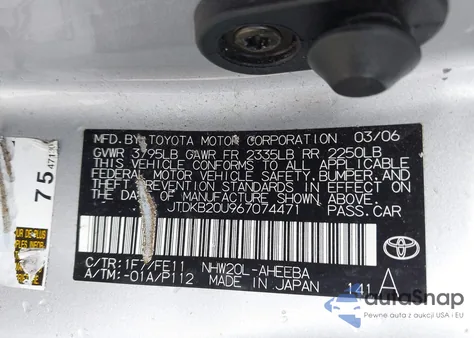 MFD. BY TOYOTA MOTOR CORPORATION 03/06
GVWR 3795LB GAWR FR 2335LB RR 2250LB
THIS VEHICLE CONFORMS TO ALL APPLICABLE
FEDERAL MOTOR VEHICLE SAFETY, BUMPER, AND
THEFT PREVENTION STANDARDS IN EFFECT ON
THE DATE OF MANUFACTURE SHOWN ABOVE.
JTDKB20U967074471 PASS. CAR
C/TR: 1F7/FE11 NHW20L-AHEEBA
A/TM: -01A/P112 MADE IN JAPAN 141 A
75
autoSnap
Pewne auta z aukcji USA i EU